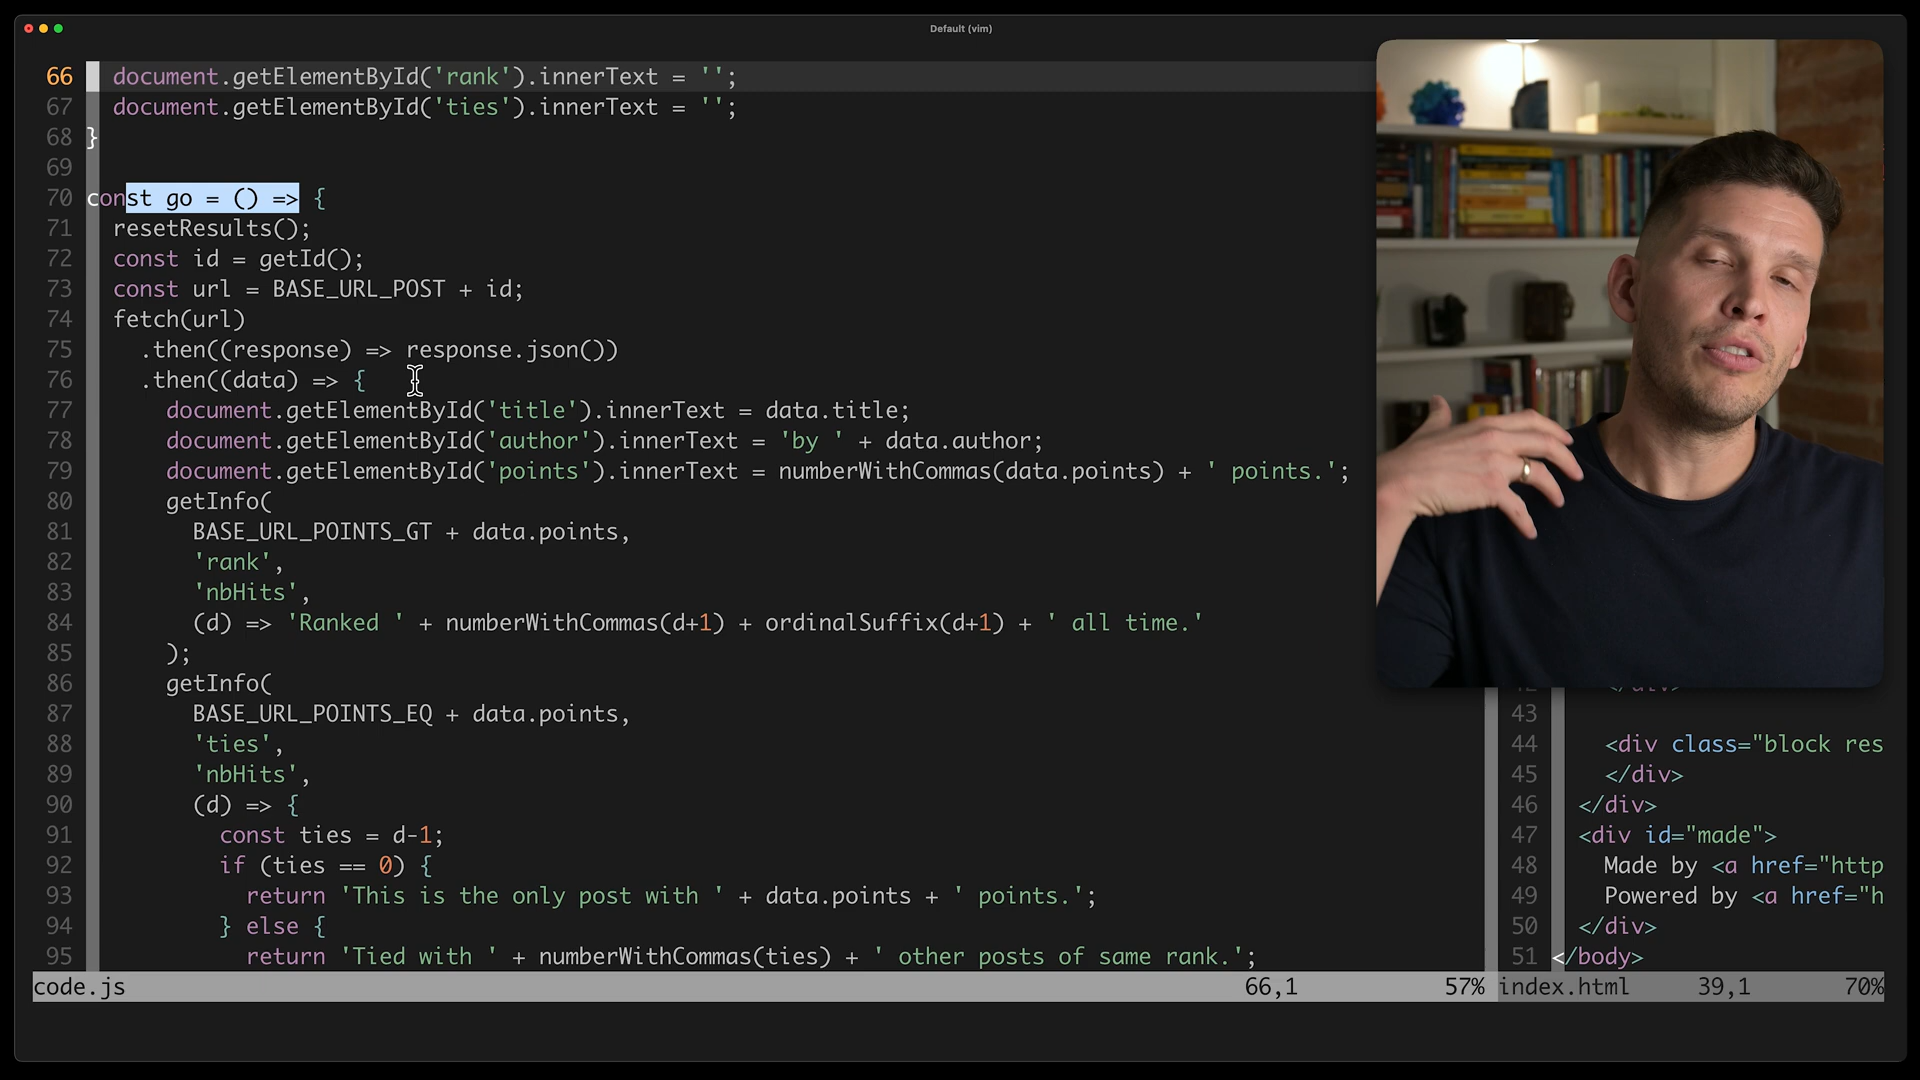 Default (vim)
66 document.getElementById('rank').innerText = '';
67 document.getElementById('ties').innerText = '';
68 }
69
70 const go = () => {
71 resetResults();
72 const id = getId();
73 const url = BASE_URL_POST + id;
74 fetch(url)
75 .then((response) => response.json())
76 .then((data) => {
77 document.getElementById('title').innerText = data.title;
78 document.getElementById('author').innerText = 'by ' + data.author;
79 document.getElementById('points').innerText = numberWithCommas(data.points) + ' points.';
80 getInfo(
81 BASE_URL_POINTS_GT + data.points,
82 'rank',
83 'nbHits',
84 (d) => 'Ranked ' + numberWithCommas(d+1) + ordinalSuffix(d+1) + ' all time.'
85 );
86 getInfo(
87 BASE_URL_POINTS_EQ + data.points,
88 'ties',
89 'nbHits',
90 (d) => {
91 const ties = d-1;
92 if (ties == 0) {
93 return 'This is the only post with ' + data.points + ' points.';
94 } else {
95 return 'Tied with ' + numberWithCommas(ties) + ' other posts of same rank.';
code.js 66,1 57%
43
44 <div class="block res
45 </div>
46 </div>
47 <div id="made">
48 Made by <a href="http
49 Powered by <a href="h
50 </div>
51 </body>
index.html 39,1 70%